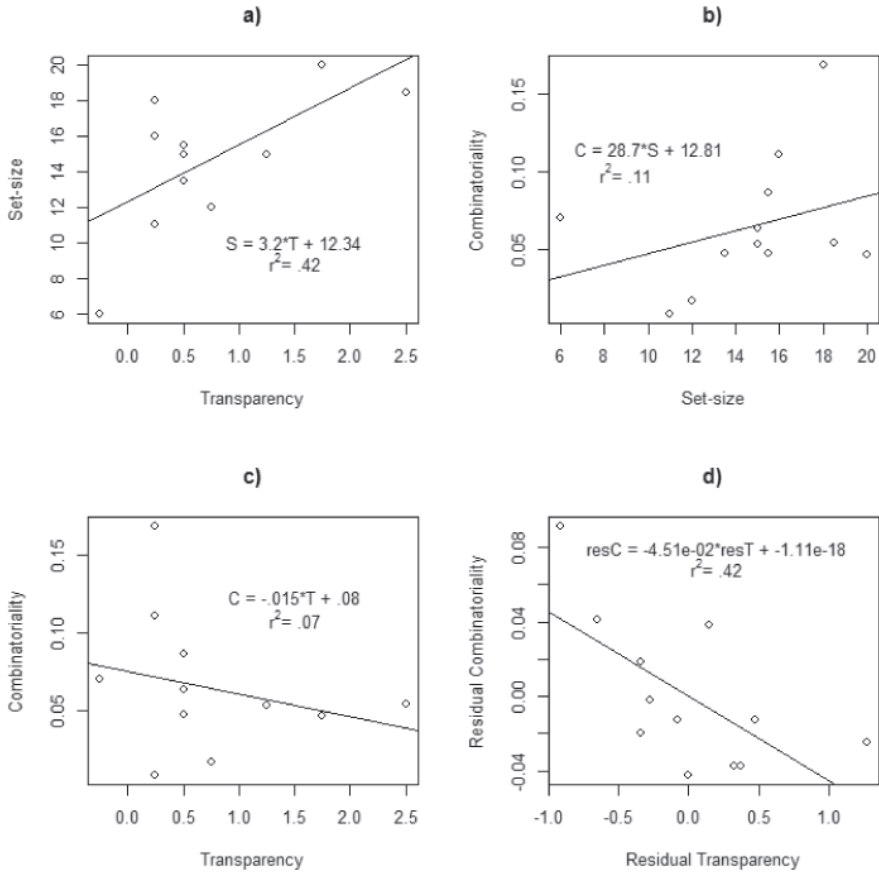 a)
Set-size
20
18
16
14
12
10
8
6
S = 3.2*T + 12.34
r2= .42
0.0 0.5 1.0 1.5 2.0 2.5
Transparency
b)
Combinatoriality
0.15
0.10
0.05
C = 28.7*S + 12.81
r2= .11
6 8 10 12 14 16 18 20
Set-size
c)
Combinatoriality
0.15
0.10
0.05
C = -.015*T + .08
r2= .07
0.0 0.5 1.0 1.5 2.0 2.5
Transparency
d)
Residual Combinatoriality
0.08
0.04
0.00
-0.04
resC = -4.51e-02*resT + -1.11e-18
r2= .42
-1.0 -0.5 0.0 0.5 1.0
Residual Transparency